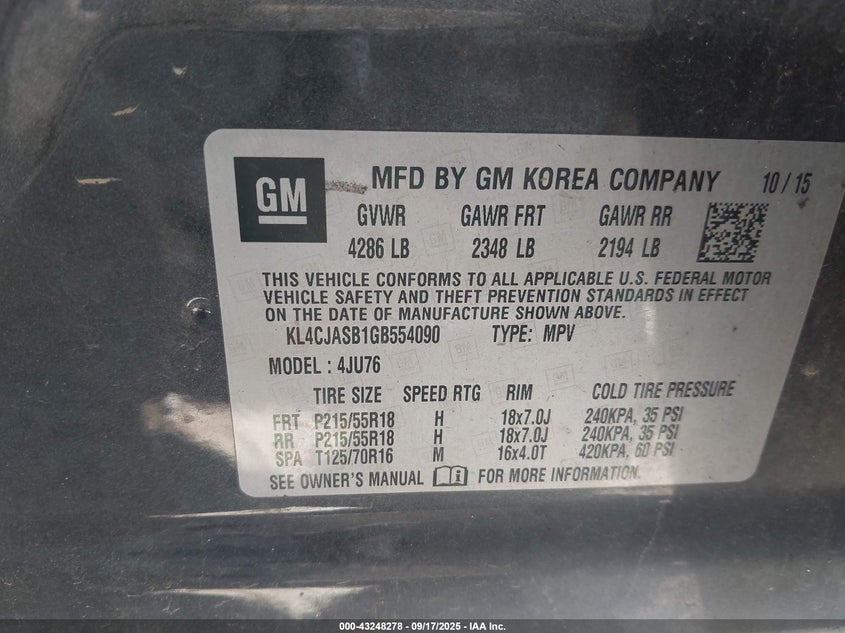 GM
MFD BY GM KOREA COMPANY 10/15
GVWR GAWR FRT GAWR RR
4286 LB 2348 LB 2194 LB
THIS VEHICLE CONFORMS TO ALL APPLICABLE U.S. FEDERAL MOTOR
VEHICLE SAFETY AND THEFT PREVENTION STANDARDS IN EFFECT
ON THE DATE OF MANUFACTURE SHOWN ABOVE.
KL4CJASB1GB554090 TYPE: MPV
MODEL : 4JU76
TIRE SIZE SPEED RTG RIM COLD TIRE PRESSURE
FRT P215/55R18 H 18x7.0J 240KPA, 35 PSI
RR P215/55R18 H 18x7.0J 240KPA, 35 PSI
SPA T125/70R16 M 16x4.0T 420KPA, 60 PSI
SEE OWNER'S MANUAL FOR MORE INFORMATION.
000-43248278 - 09/17/2025 - IAA Inc.